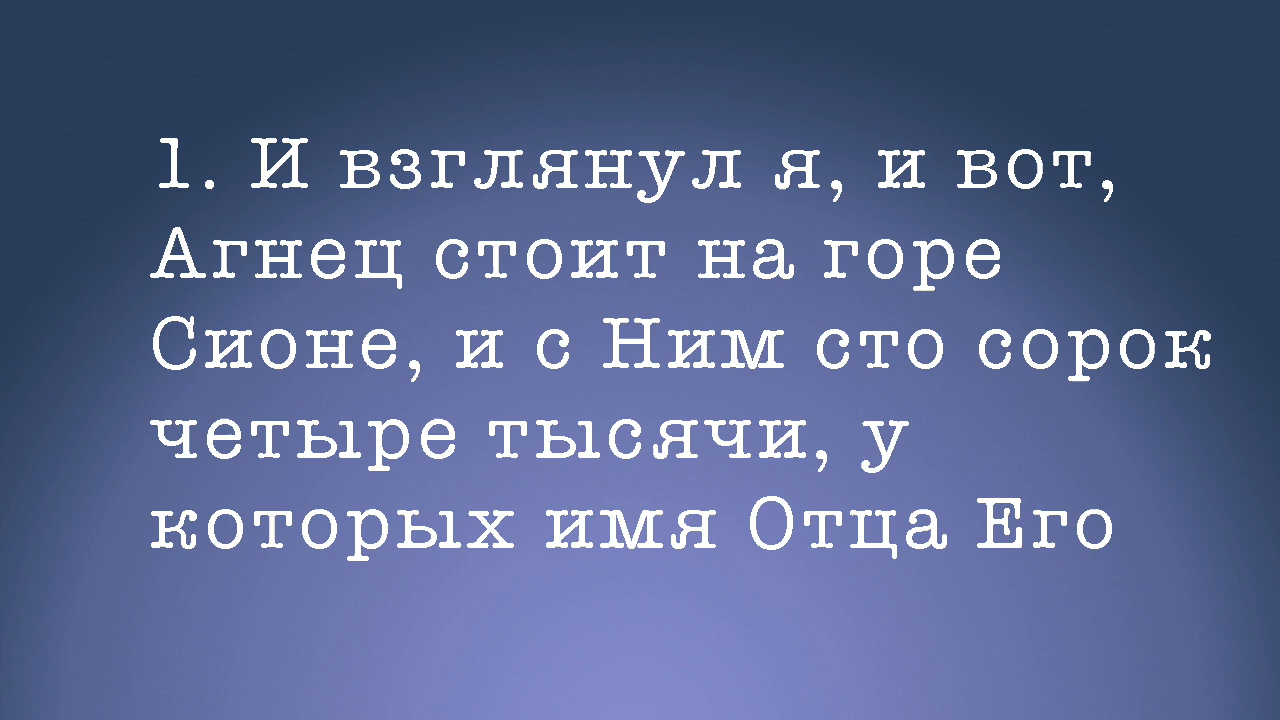 1. И взглянул я, и вот,
Агнец стоит на горе
Сионе, и с Ним сто сорок
четыре тысячи, у
которых имя Отца Его